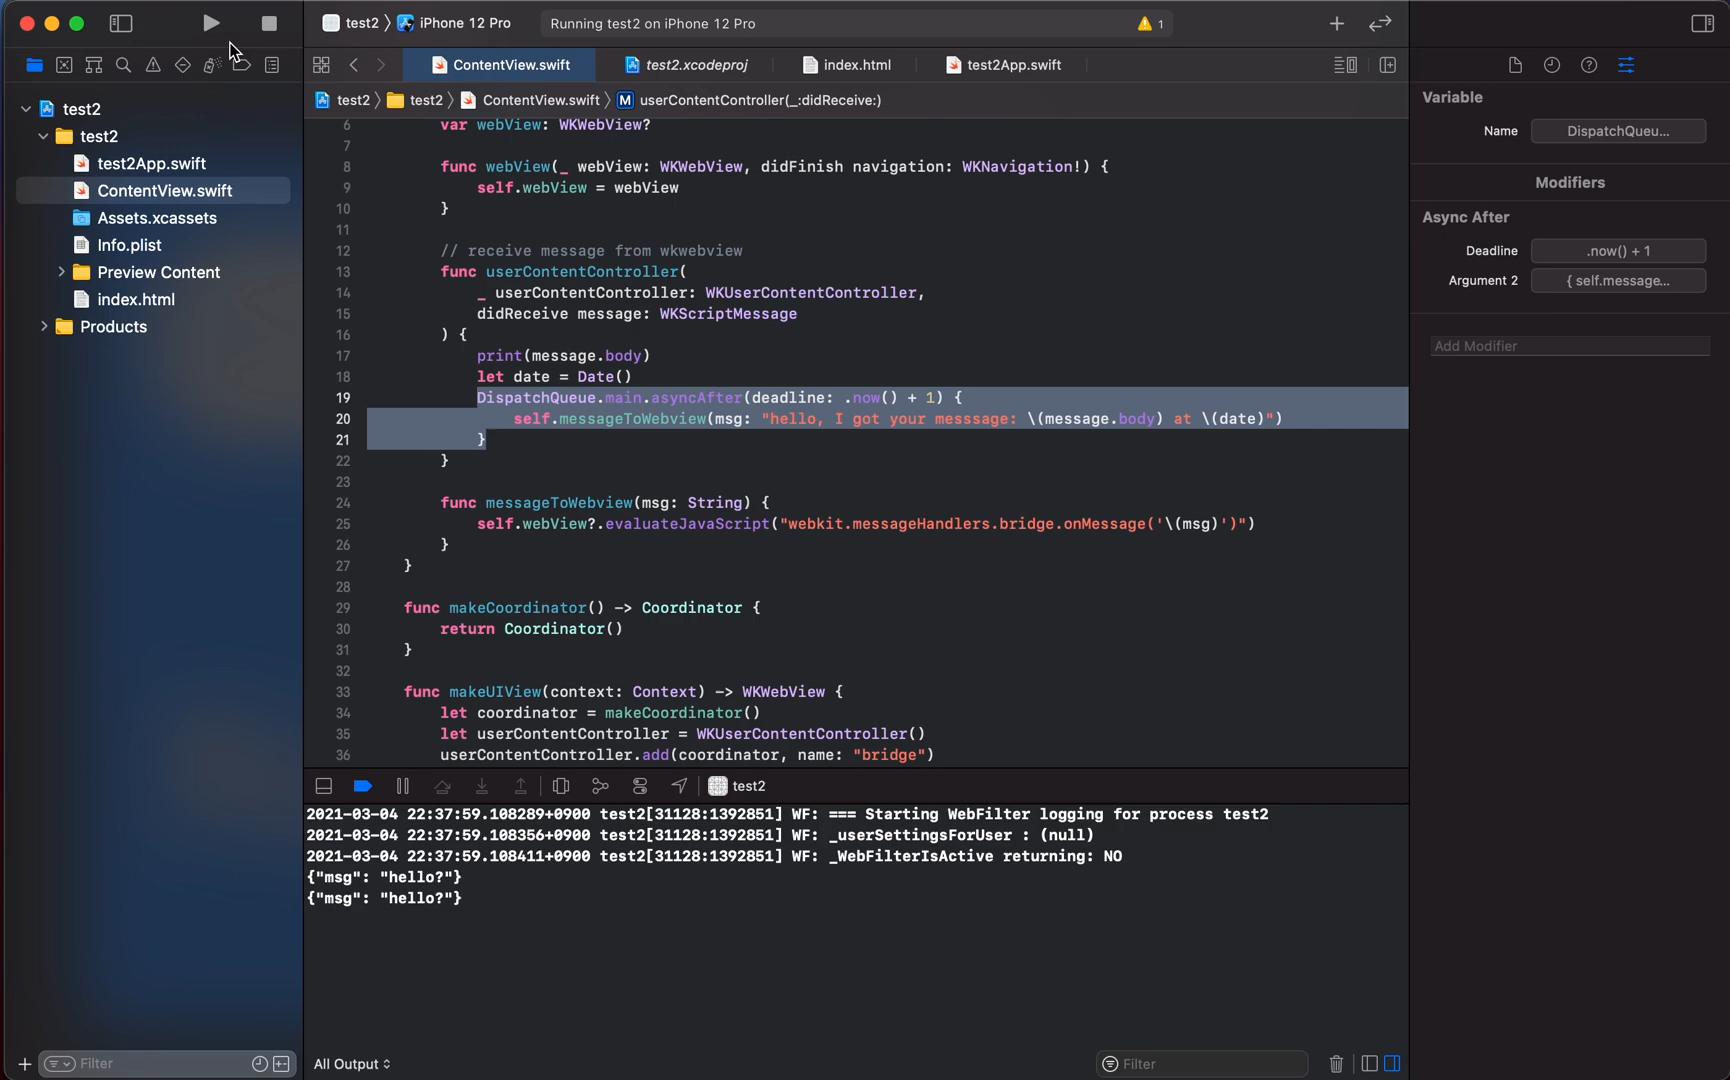 test2 〉 iPhone 12 Pro
Running test2 on iPhone 12 Pro
1
ContentView.swift
test2.xcodeproj
index.html
test2App.swift
test2 〉 test2 〉 ContentView.swift 〉 M userContentController(_:didReceive:)
test2
test2
test2App.swift
ContentView.swift
Assets.xcassets
Info.plist
Preview Content
index.html
Products
Filter
6 var webView: WKWebView?
7
8 func webView(_ webView: WKWebView, didFinish navigation: WKNavigation!) {
9 self.webView = webView
10 }
11
12 // receive message from wkwebview
13 func userContentController(
14 _ userContentController: WKUserContentController,
15 didReceive message: WKScriptMessage
16 ) {
17 print(message.body)
18 let date = Date()
19 DispatchQueue.main.asyncAfter(deadline: .now() + 1) {
20 self.messageToWebview(msg: "hello, I got your messsage: \(message.body) at \(date)")
21 }
22 }
23
24 func messageToWebview(msg: String) {
25 self.webView?.evaluateJavaScript("webkit.messageHandlers.bridge.onMessage('\(msg)')")
26 }
27 }
28
29 func makeCoordinator() -> Coordinator {
30 return Coordinator()
31 }
32
33 func makeUIView(context: Context) -> WKWebView {
34 let coordinator = makeCoordinator()
35 let userContentController = WKUserContentController()
36 userContentController.add(coordinator, name: "bridge")
test2
2021-03-04 22:37:59.108289+0900 test2[31128:1392851] WF: === Starting WebFilter logging for process test2
2021-03-04 22:37:59.108356+0900 test2[31128:1392851] WF: _userSettingsForUser : (null)
2021-03-04 22:37:59.108411+0900 test2[31128:1392851] WF: _WebFilterIsActive returning: NO
{"msg": "hello?"}
{"msg": "hello?"}
All Output
Filter
Variable
Name DispatchQueu...
Modifiers
Async After
Deadline .now() + 1
Argument 2 { self.message...
Add Modifier